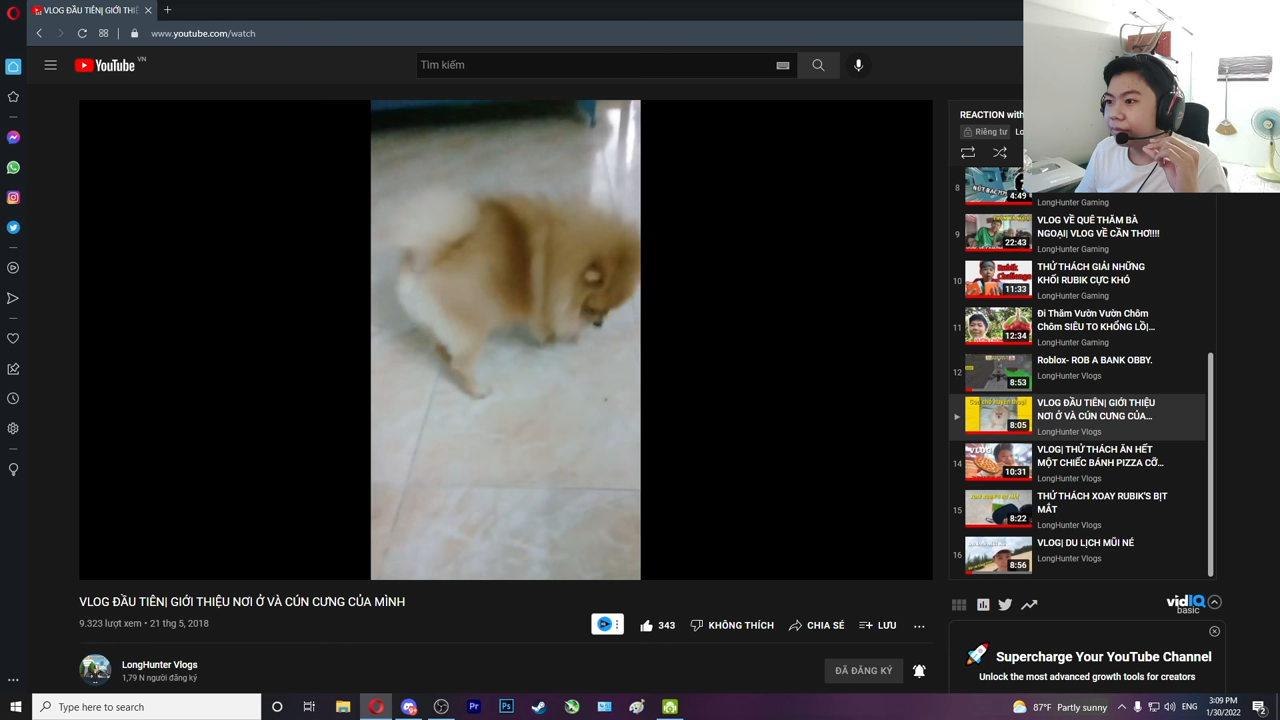 VLOG ĐẦU TIÊN| GIỚI THI
www.youtube.com/watch
YouTube VN
Tìm kiếm
REACTION with
Riêng tư Lo
8
4:49
LongHunter Gaming
9
22:43
VLOG VỀ QUÊ THĂM BÀ
NGOẠI| VLOG VỀ CẦN THƠ!!!!
LongHunter Gaming
10
Rubik
11:33
THỬ THÁCH GIẢI NHỮNG
KHỐI RUBIK CỰC KHÓ
LongHunter Gaming
11
12:34
Đi Thăm Vườn Vườn Chôm
Chôm SIÊU TO KHỔNG LỒ|...
LongHunter Gaming
12
8:53
Roblox- ROB A BANK OBBY.
LongHunter Vlogs
8:05
VLOG ĐẦU TIÊN| GIỚI THIỆU
NƠI Ở VÀ CÚN CƯNG CỦA...
LongHunter Vlogs
14
VLOG
10:31
VLOG| THỬ THÁCH ĂN HẾT
MỘT CHIẾC BÁNH PIZZA CỠ...
LongHunter Vlogs
15
8:22
THỬ THÁCH XOAY RUBIK'S BỊT
MẮT
LongHunter Vlogs
16
8:56
VLOG| DU LỊCH MŨI NÉ
LongHunter Vlogs
VLOG ĐẦU TIÊN| GIỚI THIỆU NƠI Ở VÀ CÚN CƯNG CỦA MÌNH
9.323 lượt xem • 21 thg 5, 2018
343 KHÔNG THÍCH CHIA SẺ LƯU
LongHunter Vlogs
1,79 N người đăng ký
ĐÃ ĐĂNG KÝ
vidIQ
basic
Supercharge Your YouTube Channel
Unlock the most advanced growth tools for creators
Type here to search
Pr
Ps
87°F Partly sunny
ENG
3:09 PM
1/30/2022
2